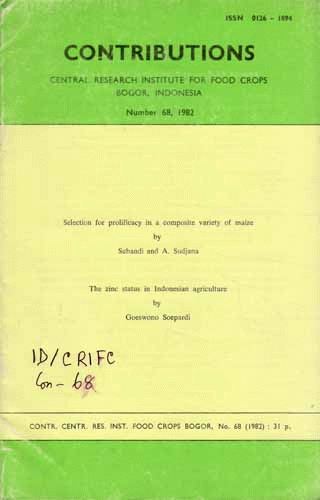 ISSN 0126 - 1894
CONTRIBUTIONS
CENTRAL RESEARCH INSTITUTE FOR FOOD CROPS
BOGOR, INDONESIA
Number 68, 1982
Selection for prolificacy in a composite variety of maize
by
Subandi and A. Sudjana
The zinc status in Indonesian agriculture
by
Goeswono Soepardi
ID/CRIFC
Con - 68
CONTR. CENTR. RES. INST. FOOD CROPS BOGOR, No. 68 (1982) : 31 p.